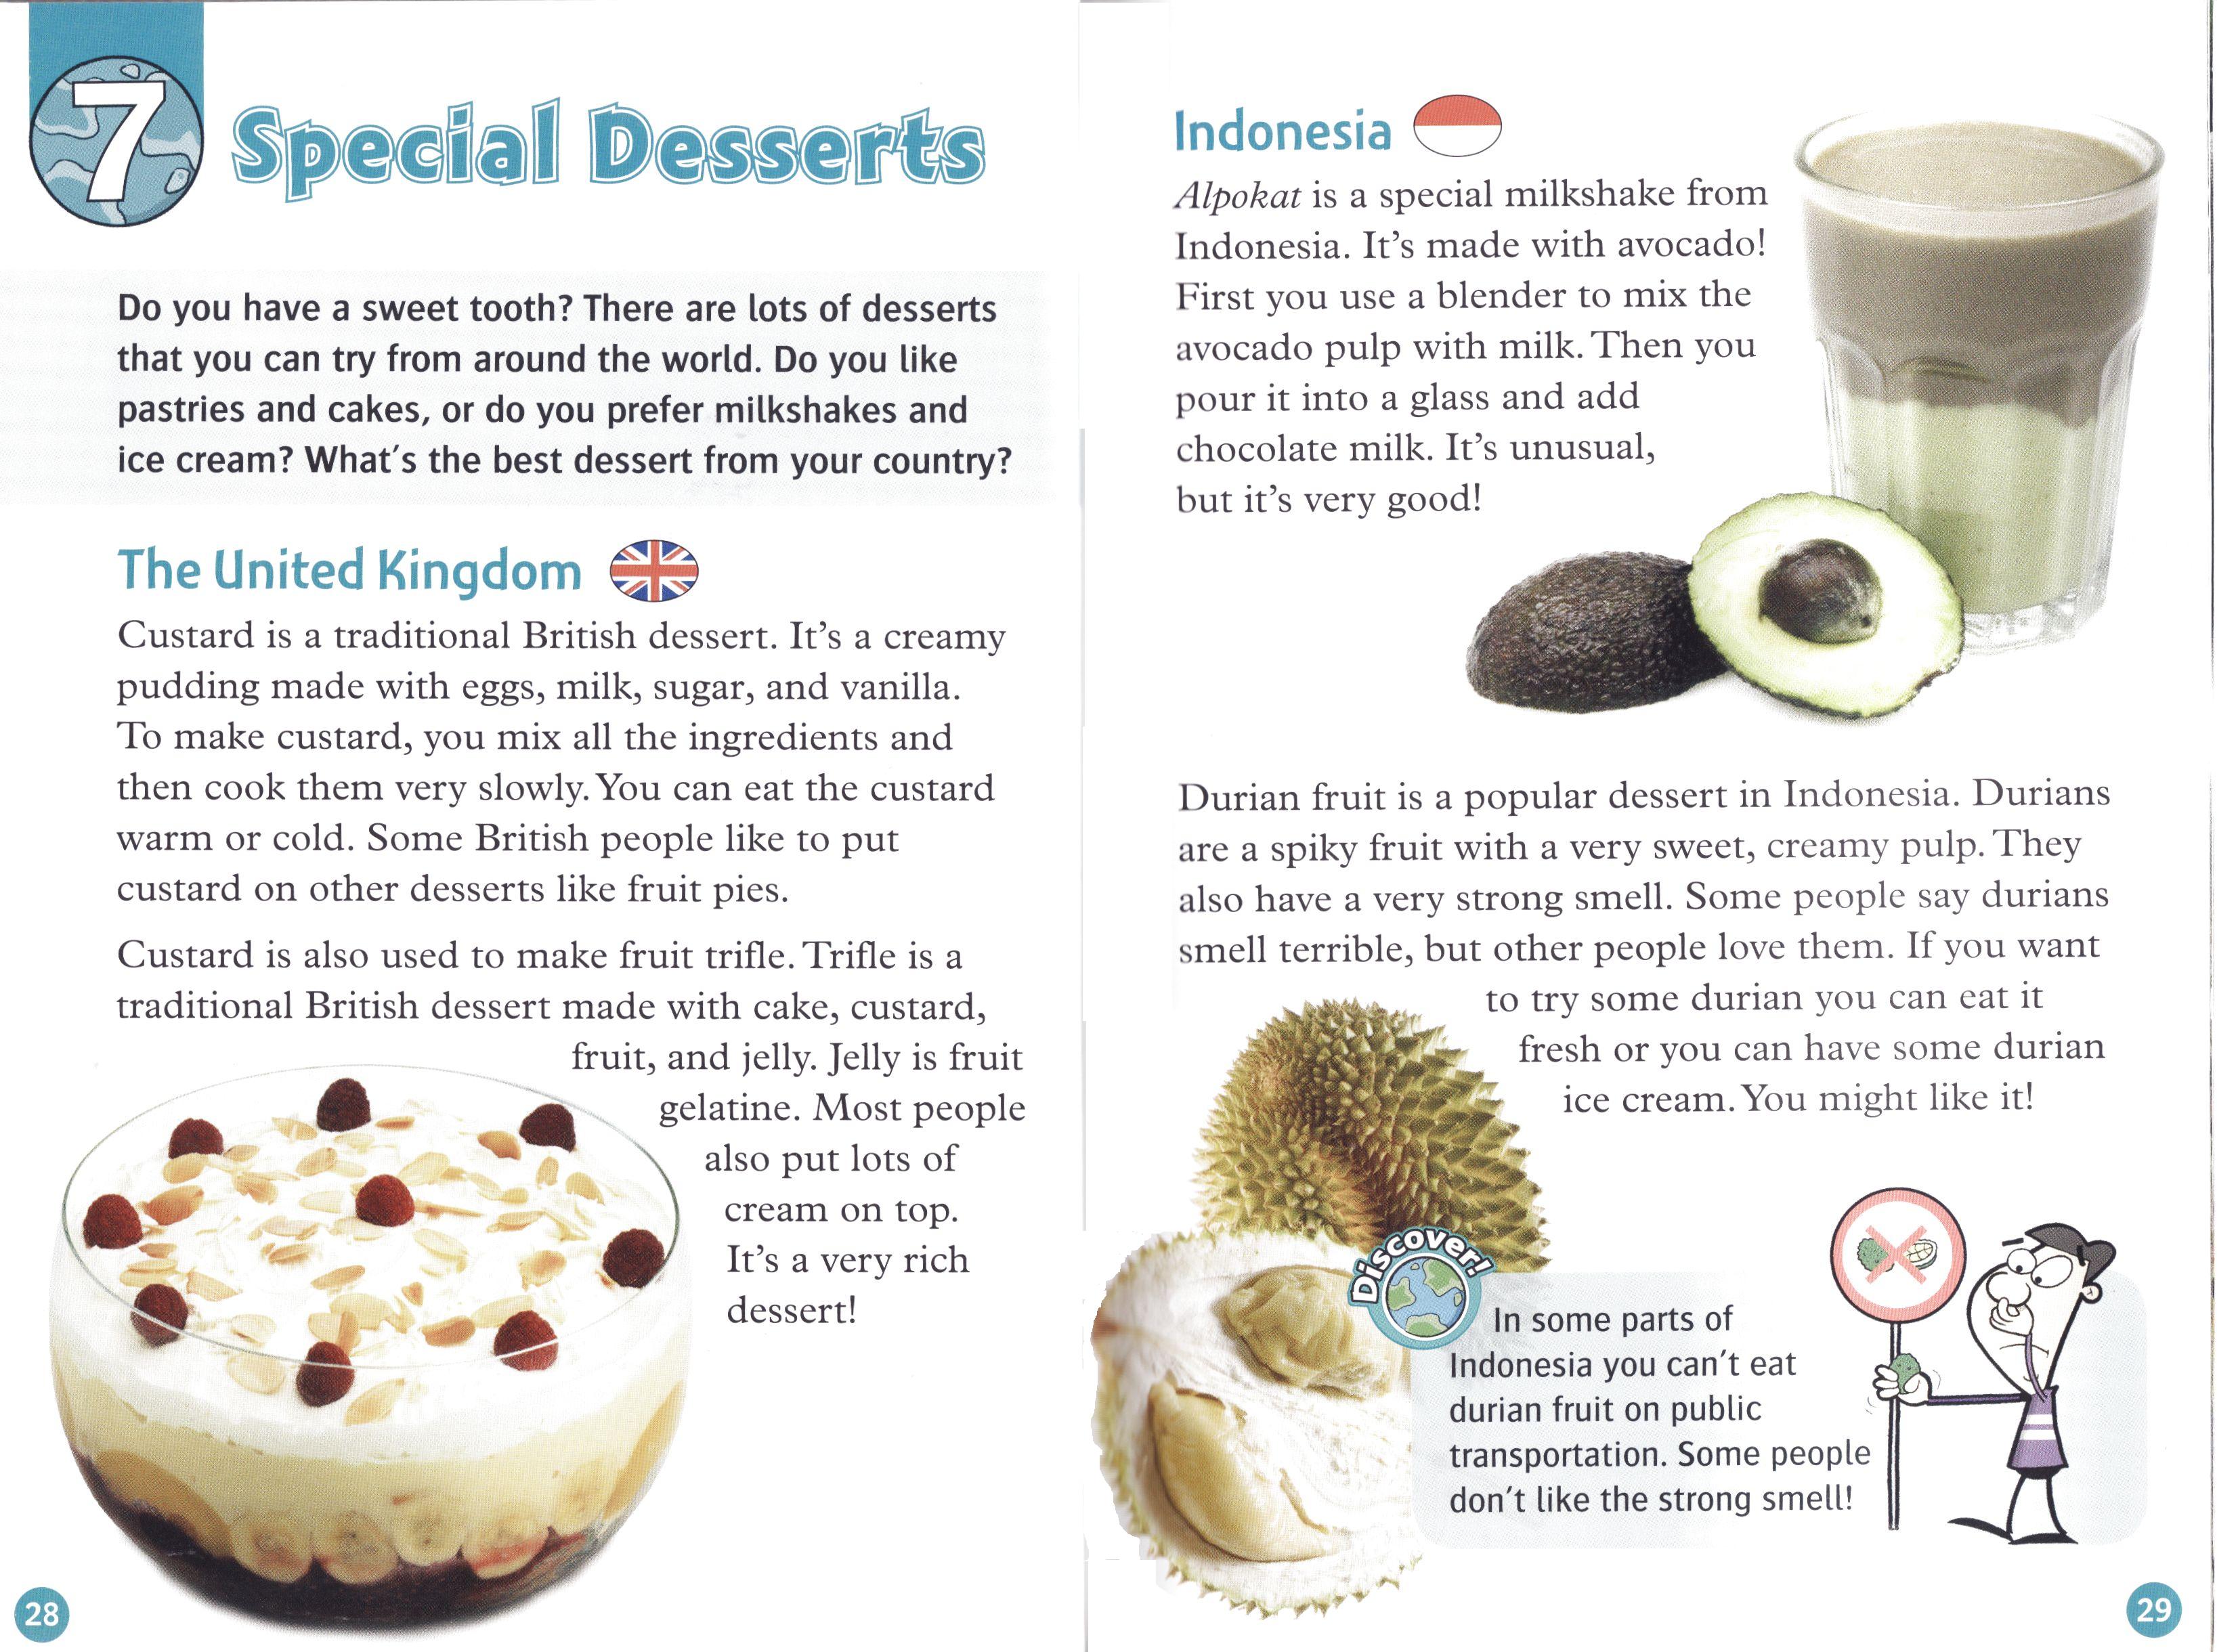 7
Special Desserts
Do you have a sweet tooth? There are lots of desserts
that you can try from around the world. Do you like
pastries and cakes, or do you prefer milkshakes and
ice cream? What's the best dessert from your country?
The United Kingdom
Custard is a traditional British dessert. It's a creamy
pudding made with eggs, milk, sugar, and vanilla.
To make custard, you mix all the ingredients and
then cook them very slowly. You can eat the custard
warm or cold. Some British people like to put
custard on other desserts like fruit pies.
Custard is also used to make fruit trifle. Trifle is a
traditional British dessert made with cake, custard,
fruit, and jelly. Jelly is fruit
gelatine. Most people
also put lots of
cream on top.
It's a very rich
dessert!
28
Indonesia
Alpokat is a special milkshake from
Indonesia. It's made with avocado!
First you use a blender to mix the
avocado pulp with milk. Then you
pour it into a glass and add
chocolate milk. It's unusual,
but it's very good!
Durian fruit is a popular dessert in Indonesia. Durians
are a spiky fruit with a very sweet, creamy pulp. They
also have a very strong smell. Some people say durians
smell terrible, but other people love them. If you want
to try some durian you can eat it
fresh or you can have some durian
ice cream. You might like it!
Discover!
In some parts of
Indonesia you can't eat
durian fruit on public
transportation. Some people
don't like the strong smell!
29